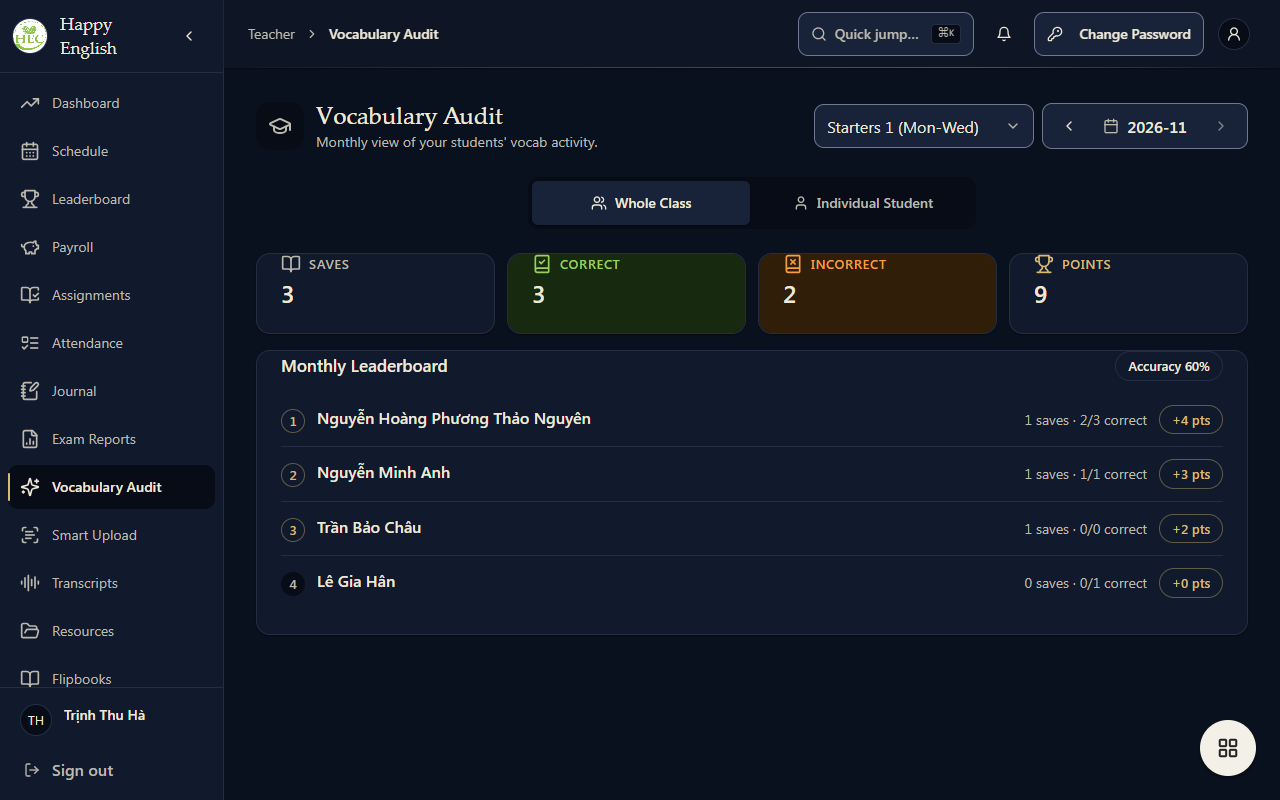 HEC
Happy
English
Dashboard
Schedule
Leaderboard
Payroll
Assignments
Attendance
Journal
Exam Reports
Vocabulary Audit
Smart Upload
Transcripts
Resources
Flipbooks
TH
Trịnh Thu Hà
Sign out
Teacher
Vocabulary Audit
Quick jump...
⌘K
Change Password
Vocabulary Audit
Monthly view of your students' vocab activity.
Starters 1 (Mon-Wed)
2026-11
Whole Class
Individual Student
SAVES
3
CORRECT
3
INCORRECT
2
POINTS
9
Monthly Leaderboard
Accuracy 60%
1 Nguyễn Hoàng Phương Thảo Nguyên 1 saves · 2/3 correct +4 pts
2 Nguyễn Minh Anh 1 saves · 1/1 correct +3 pts
3 Trần Bảo Châu 1 saves · 0/0 correct +2 pts
4 Lê Gia Hân 0 saves · 0/1 correct +0 pts